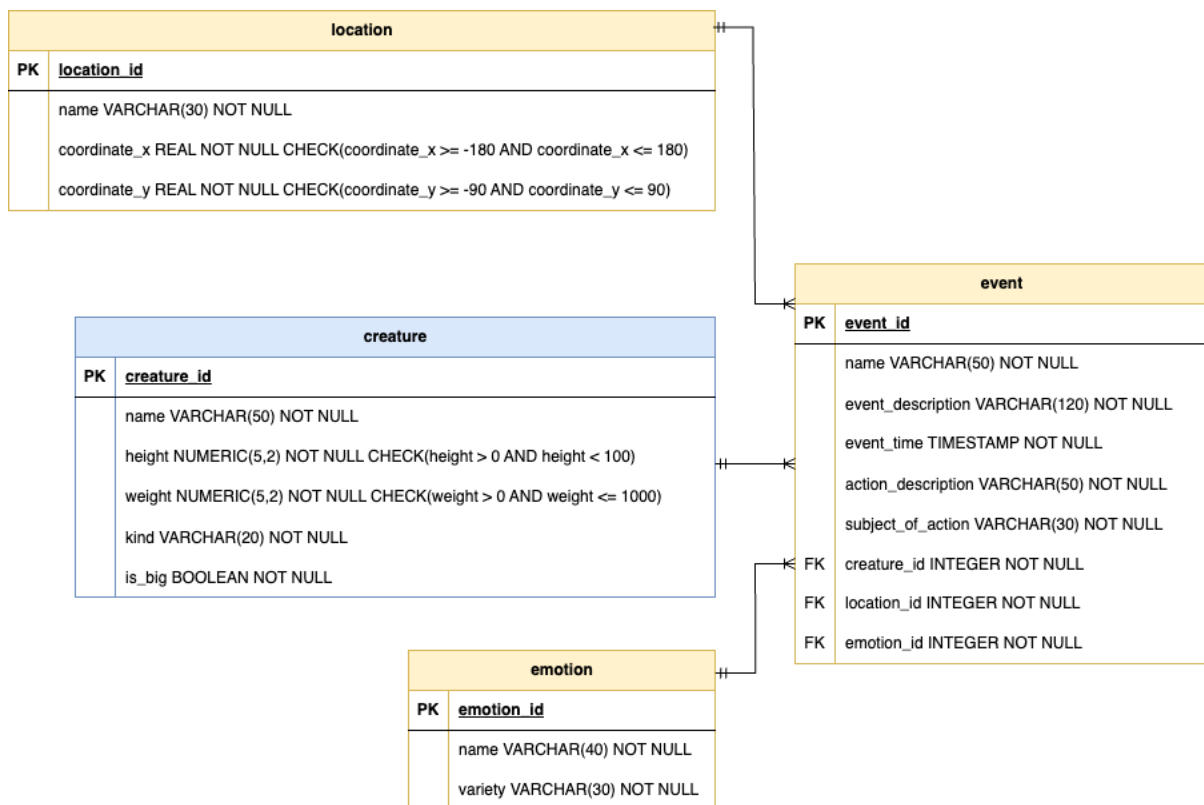 location
PK location_id
name VARCHAR(30) NOT NULL
coordinate_x REAL NOT NULL CHECK(coordinate_x >= -180 AND coordinate_x <= 180)
coordinate_y REAL NOT NULL CHECK(coordinate_y >= -90 AND coordinate_y <= 90)
creature
PK creature_id
name VARCHAR(50) NOT NULL
height NUMERIC(5,2) NOT NULL CHECK(height > 0 AND height < 100)
weight NUMERIC(5,2) NOT NULL CHECK(weight > 0 AND weight <= 1000)
kind VARCHAR(20) NOT NULL
is_big BOOLEAN NOT NULL
event
PK event_id
name VARCHAR(50) NOT NULL
event_description VARCHAR(120) NOT NULL
event_time TIMESTAMP NOT NULL
action_description VARCHAR(50) NOT NULL
subject_of_action VARCHAR(30) NOT NULL
FK creature_id INTEGER NOT NULL
FK location_id INTEGER NOT NULL
FK emotion_id INTEGER NOT NULL
emotion
PK emotion_id
name VARCHAR(40) NOT NULL
variety VARCHAR(30) NOT NULL